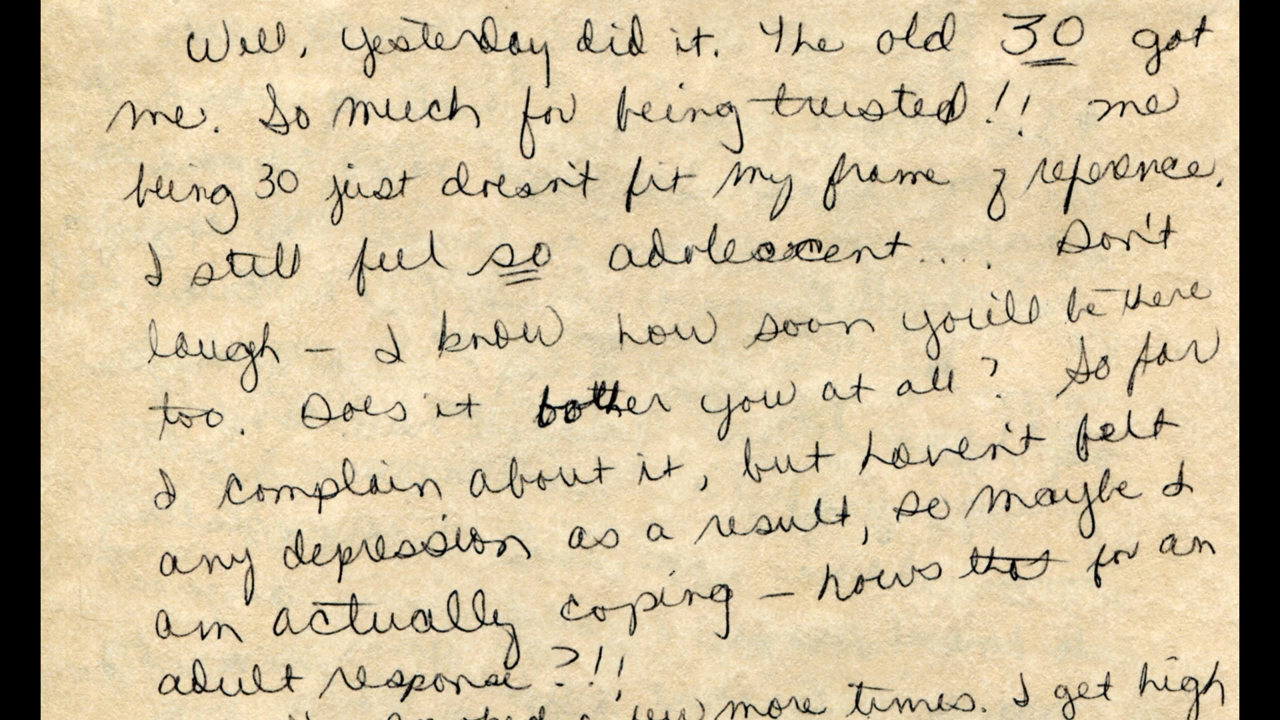 Well, yesterday did it. The old 30 got
me. So much for being trusted!! me
being 30 just doesn't fit my frame of reference.
I still feel so adolescent.... Don't
laugh – I know how soon you'll be there
too. Does it bother you at all? So far
I complain about it, but haven't felt
any depression as a result, so maybe I
am actually coping – hows that for an
adult response?!!
a few more times. I get high